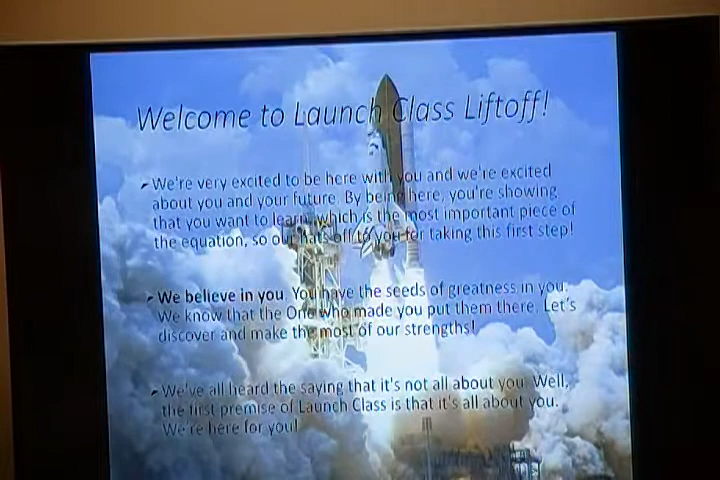 Welcome to Launch Class Liftoff!
We're very excited to be here with you and we're excited
about you and your future. By being here, you're showing
that you want to learn, which is the most important piece of
the equation, so our hats off to you for taking this first step!
We believe in you. You have the seeds of greatness in you.
We know that the One who made you put them there. Let's
discover and make the most of our strengths!
We've all heard the saying that it's not all about you. Well,
the first premise of Launch Class is that it's all about you.
We're here for you!